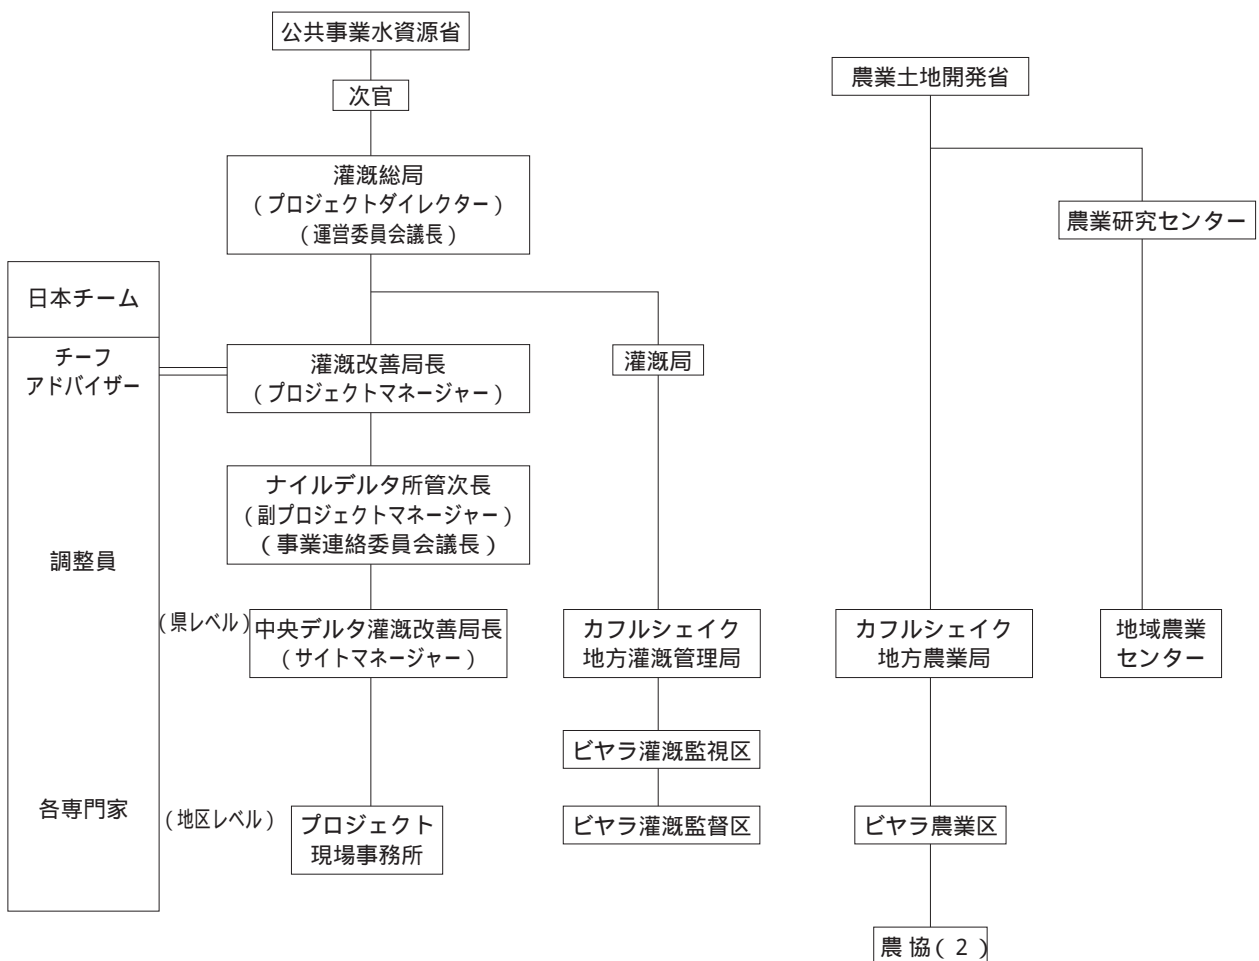 公共事業水資源省
次官
灌漑総局
(プロジェクトダイレクター)
(運営委員会議長)
日本チーム
チーフ
アドバイザー
調整員
各専門家
灌漑改善局長
(プロジェクトマネージャー)
ナイルデルタ所管次長
(副プロジェクトマネージャー)
(事業連絡委員会議長)
(県レベル)
中央デルタ灌漑改善局長
(サイトマネージャー)
(地区レベル)
プロジェクト
現場事務所
灌漑局
カフルシェイク
地方灌漑管理局
ビヤラ灌漑監視区
ビヤラ灌漑監督区
農業土地開発省
農業研究センター
カフルシェイク
地方農業局
地域農業
センター
ビヤラ農業区
農協(2)